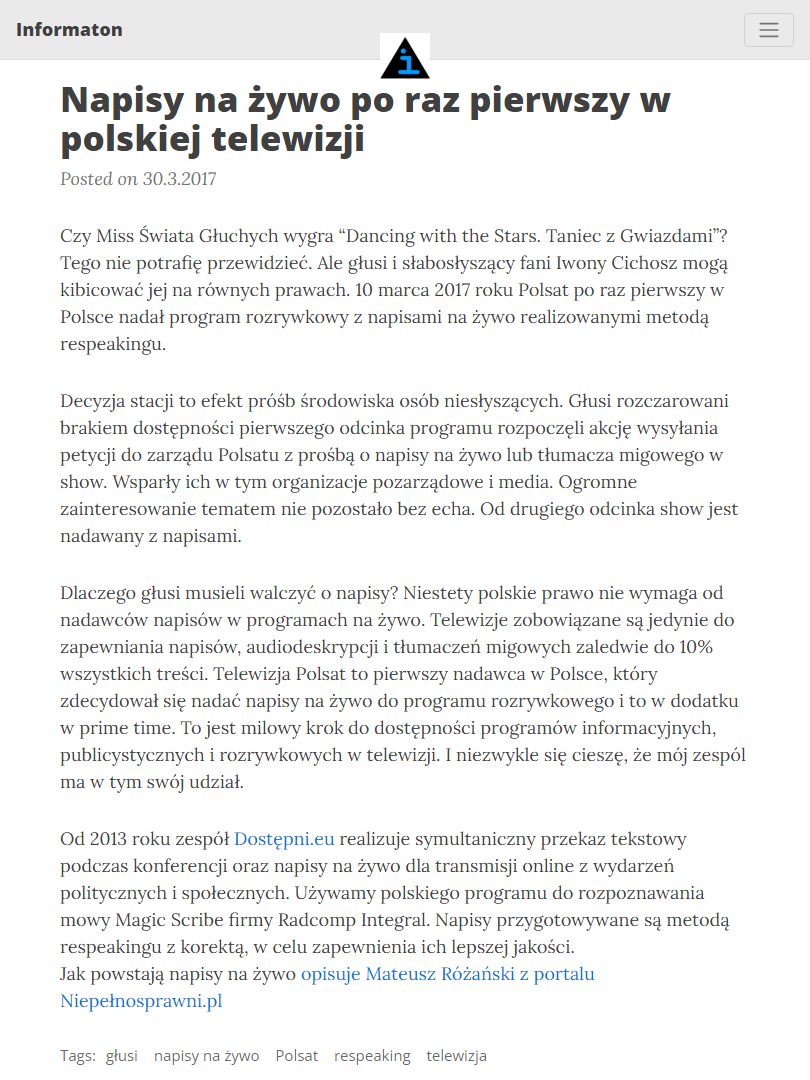 Informaton
i
Napisy na żywo po raz pierwszy w
polskiej telewizji
Posted on 30.3.2017
Czy Miss Świata Głuchych wygra “Dancing with the Stars. Taniec z Gwiazdami”?
Tego nie potrafię przewidzieć. Ale głusi i słabosłyszący fani Iwony Cichosz mogą
kibicować jej na równych prawach. 10 marca 2017 roku Polsat po raz pierwszy w
Polsce nadał program rozrywkowy z napisami na żywo realizowanymi metodą
respeakingu.
Decyzja stacji to efekt próśb środowiska osób niesłyszących. Głusi rozczarowani
brakiem dostępności pierwszego odcinka programu rozpoczęli akcję wysyłania
petycji do zarządu Polsatu z prośbą o napisy na żywo lub tłumacza migowego w
show. Wsparły ich w tym organizacje pozarządowe i media. Ogromne
zainteresowanie tematem nie pozostało bez echa. Od drugiego odcinka show jest
nadawany z napisami.
Dlaczego głusi musieli walczyć o napisy? Niestety polskie prawo nie wymaga od
nadawców napisów w programach na żywo. Telewizje zobowiązane są jedynie do
zapewniania napisów, audiodeskrypcji i tłumaczeń migowych zaledwie do 10%
wszystkich treści. Telewizja Polsat to pierwszy nadawca w Polsce, który
zdecydował się nadać napisy na żywo do programu rozrywkowego i to w dodatku
w prime time. To jest milowy krok do dostępności programów informacyjnych,
publicystycznych i rozrywkowych w telewizji. I niezwykle się cieszę, że mój zespół
ma w tym swój udział.
Od 2013 roku zespół Dostępni.eu realizuje symultaniczny przekaz tekstowy
podczas konferencji oraz napisy na żywo dla transmisji online z wydarzeń
politycznych i społecznych. Używamy polskiego programu do rozpoznawania
mowy Magic Scribe firmy Radcomp Integral. Napisy przygotowywane są metodą
respeakingu z korektą, w celu zapewnienia ich lepszej jakości.
Jak powstają napisy na żywo opisuje Mateusz Różański z portalu
Niepełnosprawni.pl
Tags: głusi napisy na żywo Polsat respeaking telewizja